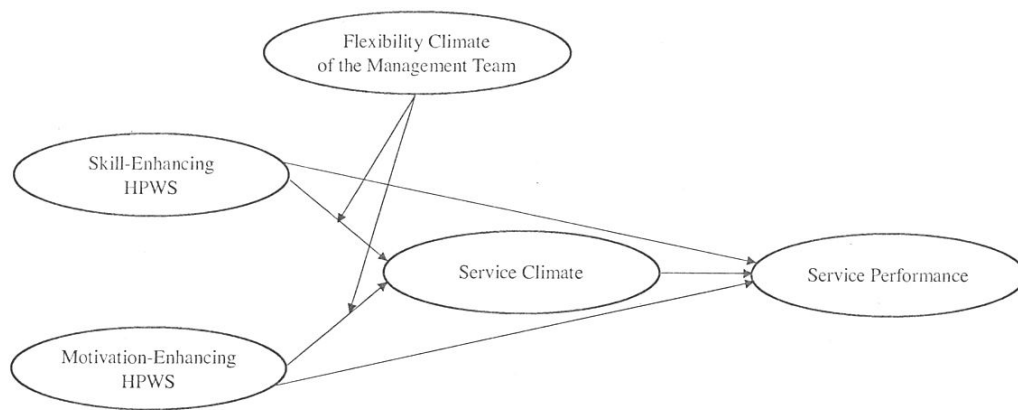 Flexibility Climate
of the Management Team
Skill-Enhancing
HPWS
Service Climate
Service Performance
Motivation-Enhancing
HPWS